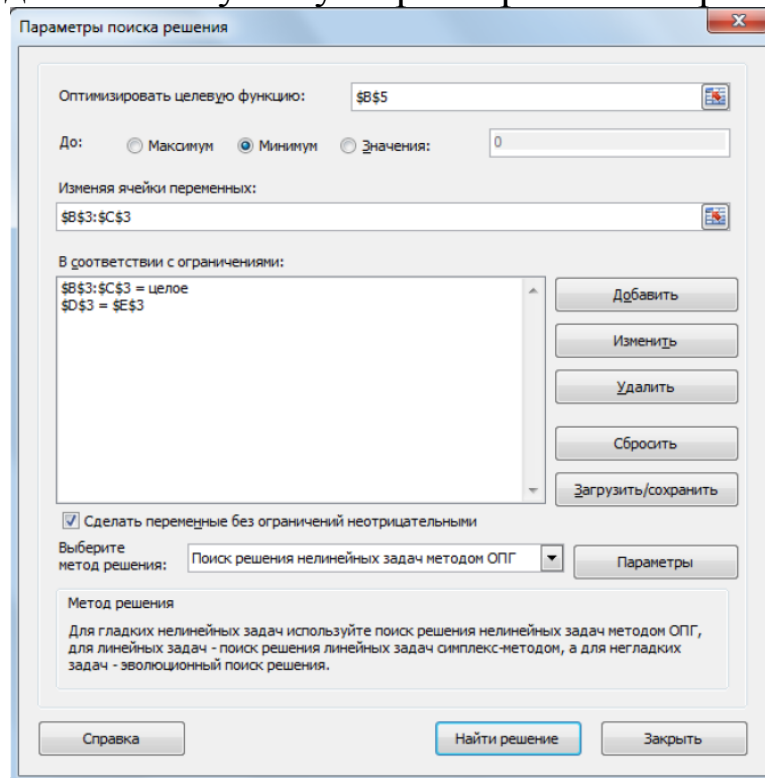 Параметры поиска решения
Оптимизировать целевую функцию:
$B$5
До:
Максимум
Минимум
Значения:
0
Изменяя ячейки переменных:
$B$3:$C$3
В соответствии с ограничениями:
$B$3:$C$3 = целое
$D$3 = $E$3
Добавить
Изменить
Удалить
Сбросить
Загрузить/сохранить
Сделать переменные без ограничений неотрицательными
Выберите
метод решения:
Поиск решения нелинейных задач методом ОПГ
Параметры
Метод решения
Для гладких нелинейных задач используйте поиск решения нелинейных задач методом ОПГ,
для линейных задач - поиск решения линейных задач симплекс-методом, а для негладких
задач - эволюционный поиск решения.
Справка
Найти решение
Закрыть